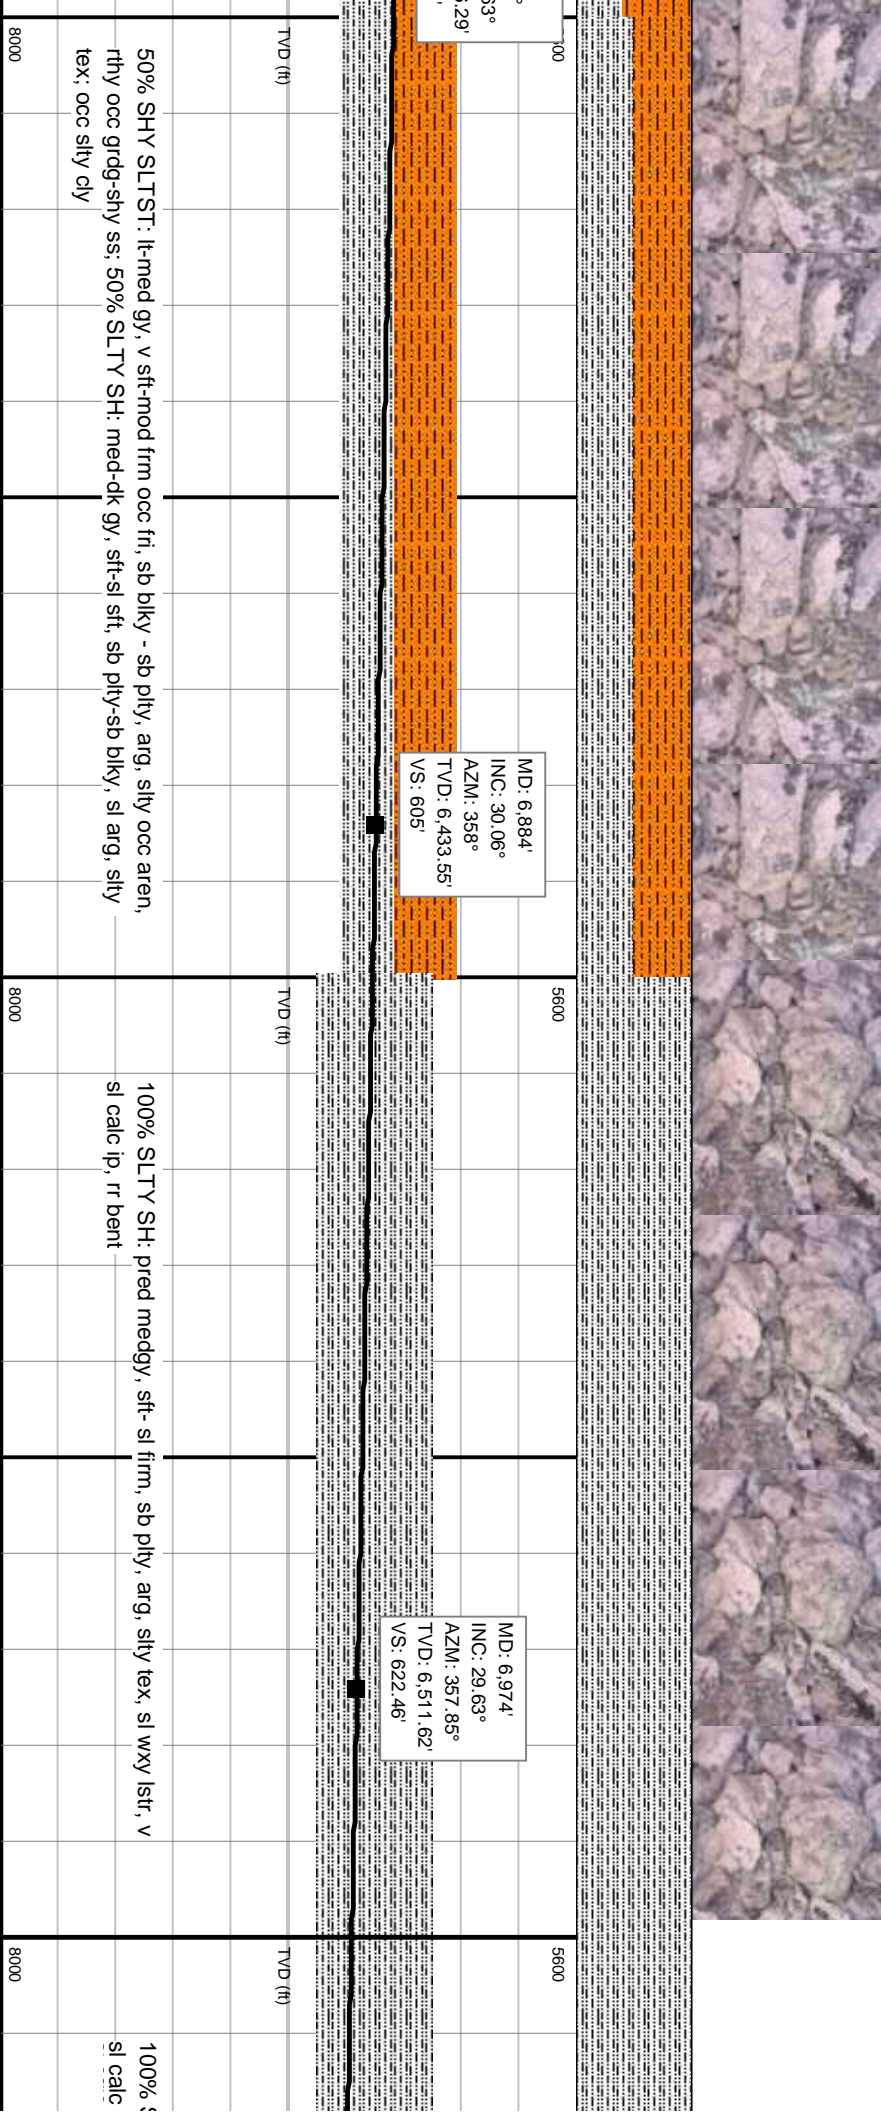 63°
6.29'
8000
TVD (ft)
50% SHY SLTST: lt-med gy, v sft-mod frm occ fri, sb blky - sb plty, arg, slty occ aren,
rthy occ grdg-shy ss; 50% SLTY SH: med-dk gy, sft-sl sft, sb plty-sb blky, sl arg, slty
tex; occ slty cly
MD: 6,884'
INC: 30.06°
AZM: 358°
TVD: 6,433.55'
VS: 605'
5600
TVD (ft)
8000
100% SLTY SH: pred medgy, sft- sl firm, sb plty, arg, slty tex, sl wxy lstr, v
sl calc ip, rr bent
MD: 6,974'
INC: 29.63°
AZM: 357.85°
TVD: 6,511.62'
VS: 622.46'
5600
TVD (ft)
8000
100%
sl calc